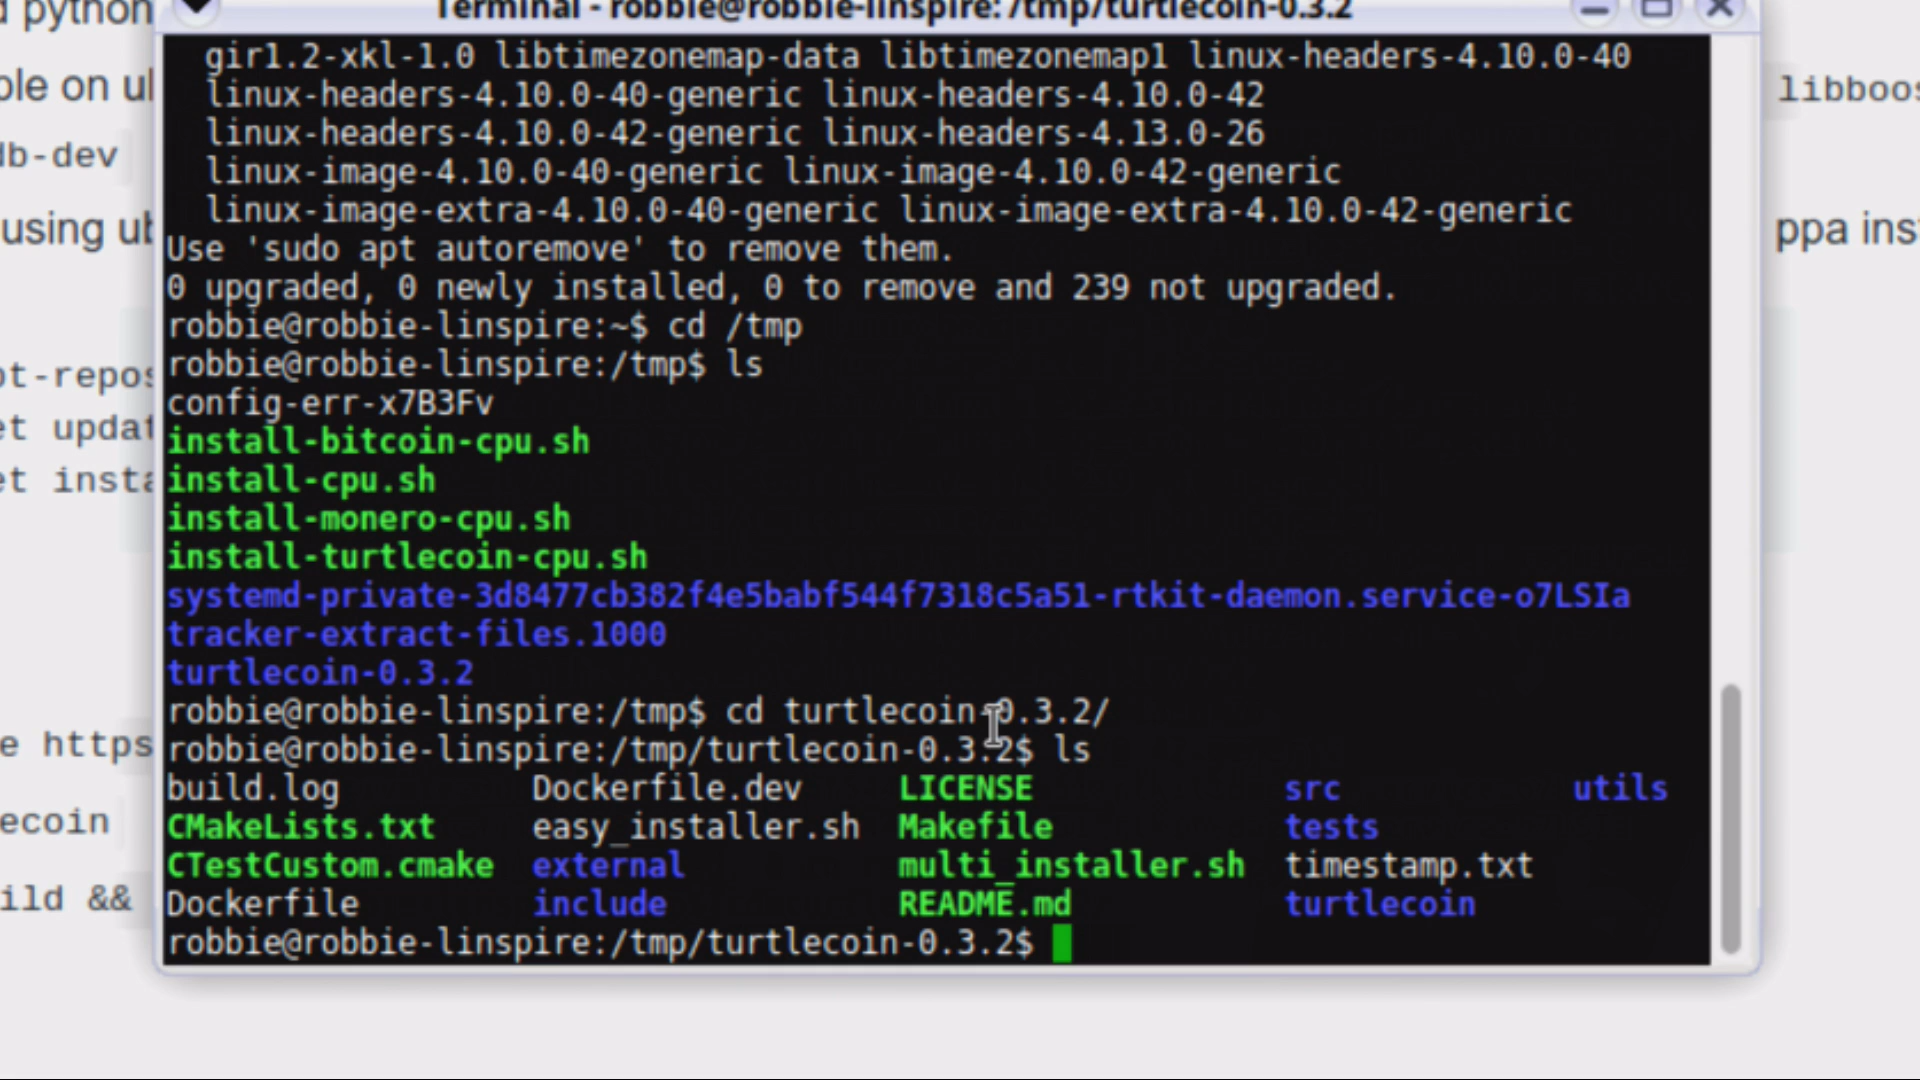 Terminal - robbie@robbie-linspire: /tmp/turtlecoin-0.3.2
gir1.2-xkl-1.0 libtimezonemap-data libtimezonemap1 linux-headers-4.10.0-40
linux-headers-4.10.0-40-generic linux-headers-4.10.0-42
linux-headers-4.10.0-42-generic linux-headers-4.13.0-26
linux-image-4.10.0-40-generic linux-image-4.10.0-42-generic
linux-image-extra-4.10.0-40-generic linux-image-extra-4.10.0-42-generic
Use 'sudo apt autoremove' to remove them.
0 upgraded, 0 newly installed, 0 to remove and 239 not upgraded.
robbie@robbie-linspire:~$ cd /tmp
robbie@robbie-linspire:/tmp$ ls
config-err-x7B3Fv
install-bitcoin-cpu.sh
install-cpu.sh
install-monero-cpu.sh
install-turtlecoin-cpu.sh
systemd-private-3d8477cb382f4e5babf544f7318c5a51-rtkit-daemon.service-o7LSIa
tracker-extract-files.1000
turtlecoin-0.3.2
robbie@robbie-linspire:/tmp$ cd turtlecoin-0.3.2/
robbie@robbie-linspire:/tmp/turtlecoin-0.3.2$ ls
build.log Dockerfile.dev LICENSE src utils
CMakeLists.txt easy_installer.sh Makefile tests
CTestCustom.cmake external multi_installer.sh timestamp.txt
Dockerfile include README.md turtlecoin
robbie@robbie-linspire:/tmp/turtlecoin-0.3.2$
d python
ple on ul
db-dev
using ub
pt-repos
et updat
et insta
e https
ecoin
ild &&
libboos
ppa ins